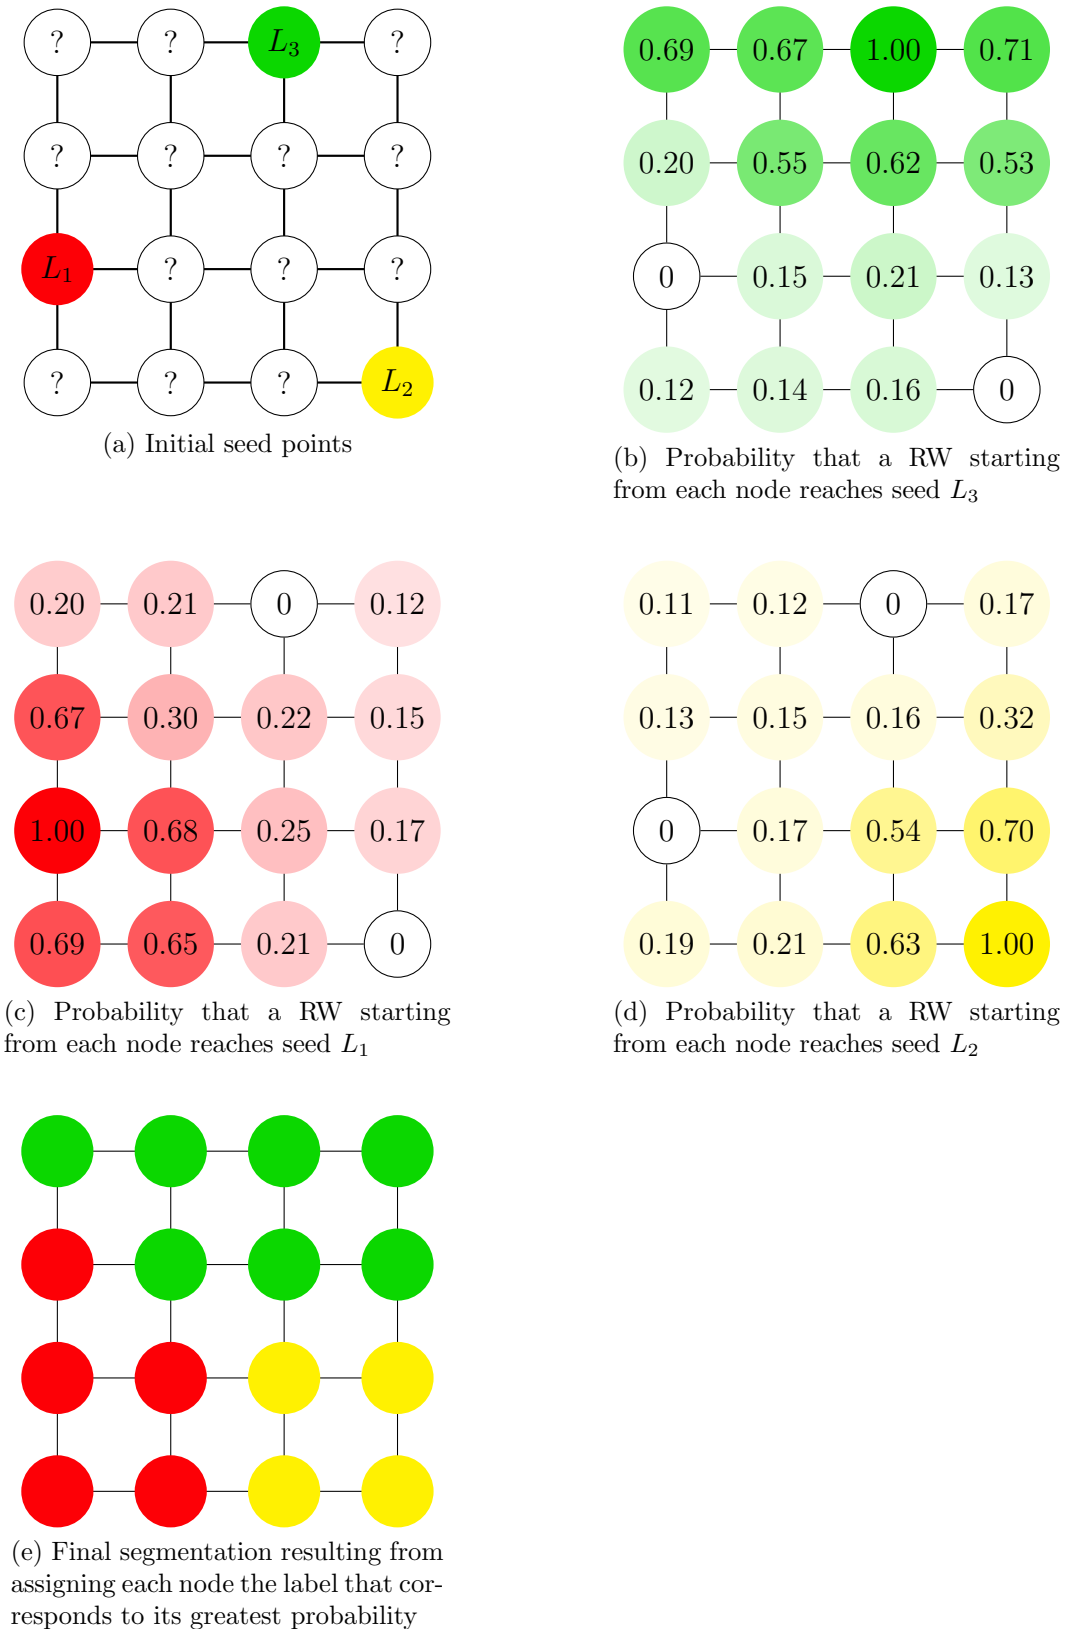 ? ? L₃ ?
? ? ? ?
L₁ ? ? ?
? ? ? L₂
(a) Initial seed points
0.69 0.67 1.00 0.71
0.20 0.55 0.62 0.53
0 0.15 0.21 0.13
0.12 0.14 0.16 0
(b) Probability that a RW starting
from each node reaches seed L₃
0.20 0.21 0 0.12
0.67 0.30 0.22 0.15
1.00 0.68 0.25 0.17
0.69 0.65 0.21 0
(c) Probability that a RW starting
from each node reaches seed L₁
0.11 0.12 0 0.17
0.13 0.15 0.16 0.32
0 0.17 0.54 0.70
0.19 0.21 0.63 1.00
(d) Probability that a RW starting
from each node reaches seed L₂
(e) Final segmentation resulting from
assigning each node the label that cor-
responds to its greatest probability